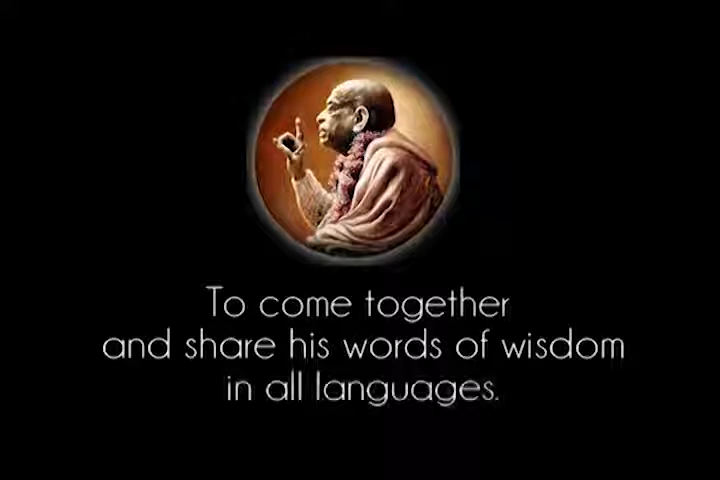 To come together
and share his words of wisdom
in all languages.